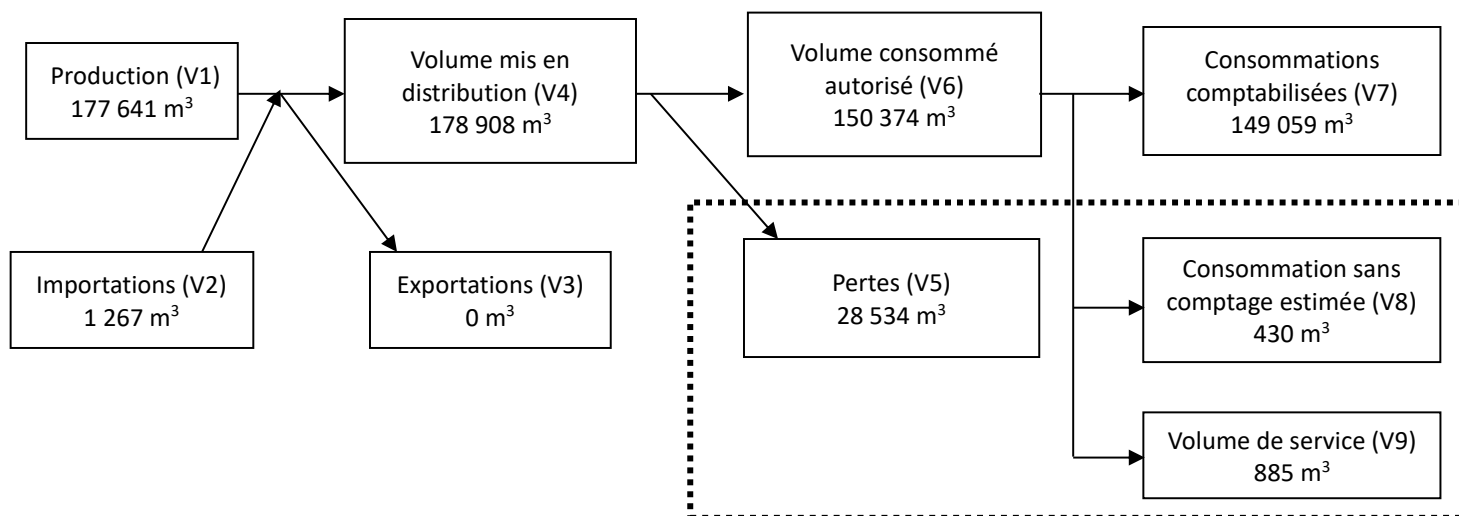 Production (V1)
177 641 m³
Volume mis en
distribution (V4)
178 908 m³
Volume consommé
autorisé (V6)
150 374 m³
Consommations
comptabilisées (V7)
149 059 m³
Importations (V2)
1 267 m³
Exportations (V3)
0 m³
Pertes (V5)
28 534 m³
Consommation sans
comptage estimée (V8)
430 m³
Volume de service (V9)
885 m³